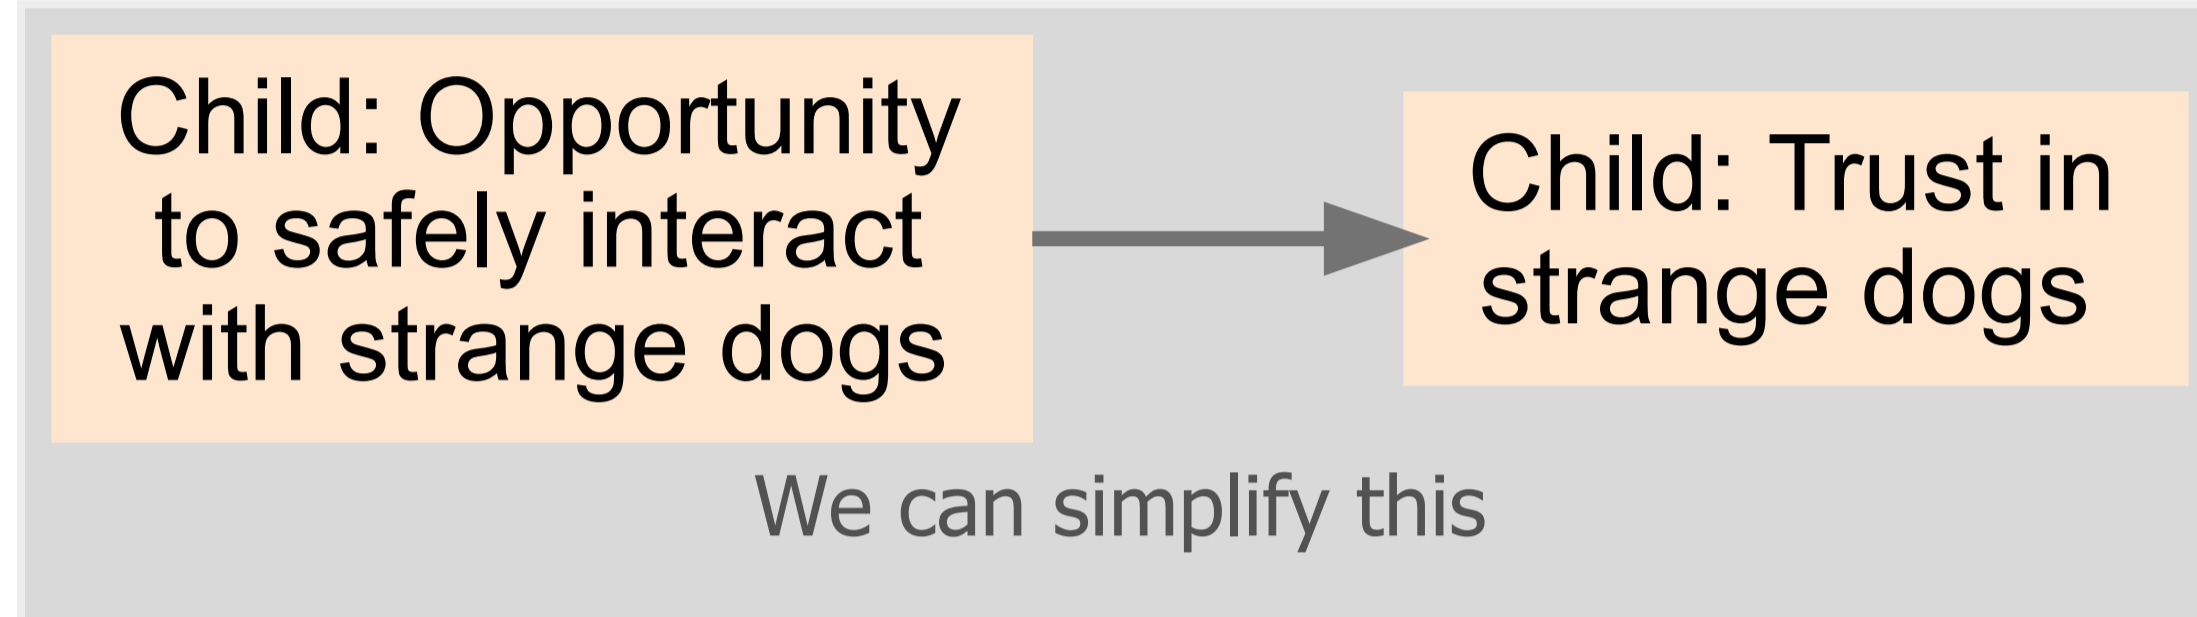 Child: Opportunity
to safely interact
with strange dogs
Child: Trust in
strange dogs
We can simplify this